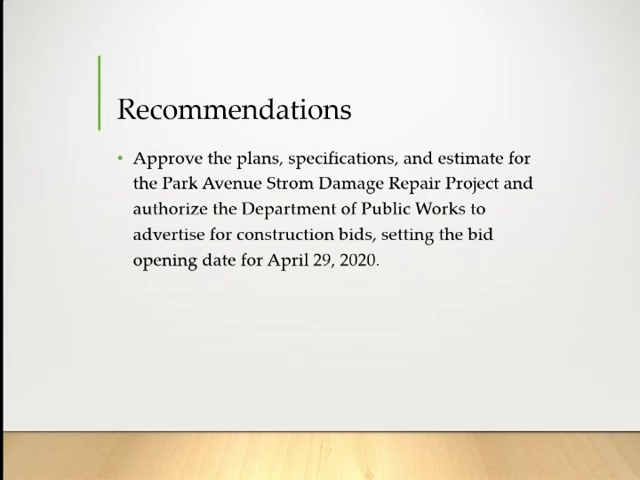 Recommendations
• Approve the plans, specifications, and estimate for
the Park Avenue Strom Damage Repair Project and
authorize the Department of Public Works to
advertise for construction bids, setting the bid
opening date for April 29, 2020.